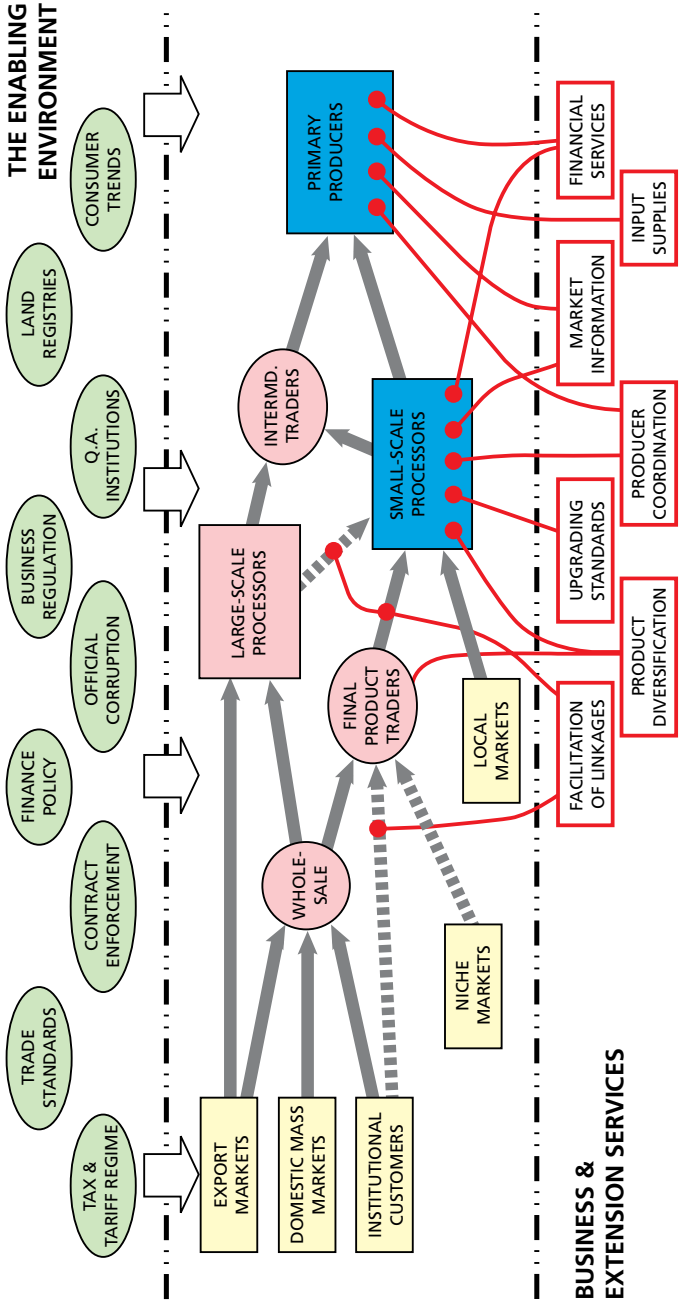 THE ENABLING
ENVIRONMENT
TAX &
TARIFF REGIME
TRADE
STANDARDS
CONTRACT
ENFORCEMENT
FINANCE
POLICY
OFFICIAL
CORRUPTION
BUSINESS
REGULATION
Q.A.
INSTITUTIONS
LAND
REGISTRIES
CONSUMER
TRENDS
EXPORT
MARKETS
DOMESTIC MASS
MARKETS
INSTITUTIONAL
CUSTOMERS
NICHE
MARKETS
WHOLE-
SALE
LOCAL
MARKETS
FINAL
PRODUCT
TRADERS
LARGE-SCALE
PROCESSORS
SMALL-SCALE
PROCESSORS
INTERMD.
TRADERS
PRIMARY
PRODUCERS
BUSINESS &
EXTENSION SERVICES
FACILITATION
OF LINKAGES
PRODUCT
DIVERSIFICATION
UPGRADING
STANDARDS
PRODUCER
COORDINATION
MARKET
INFORMATION
INPUT
SUPPLIES
FINANCIAL
SERVICES